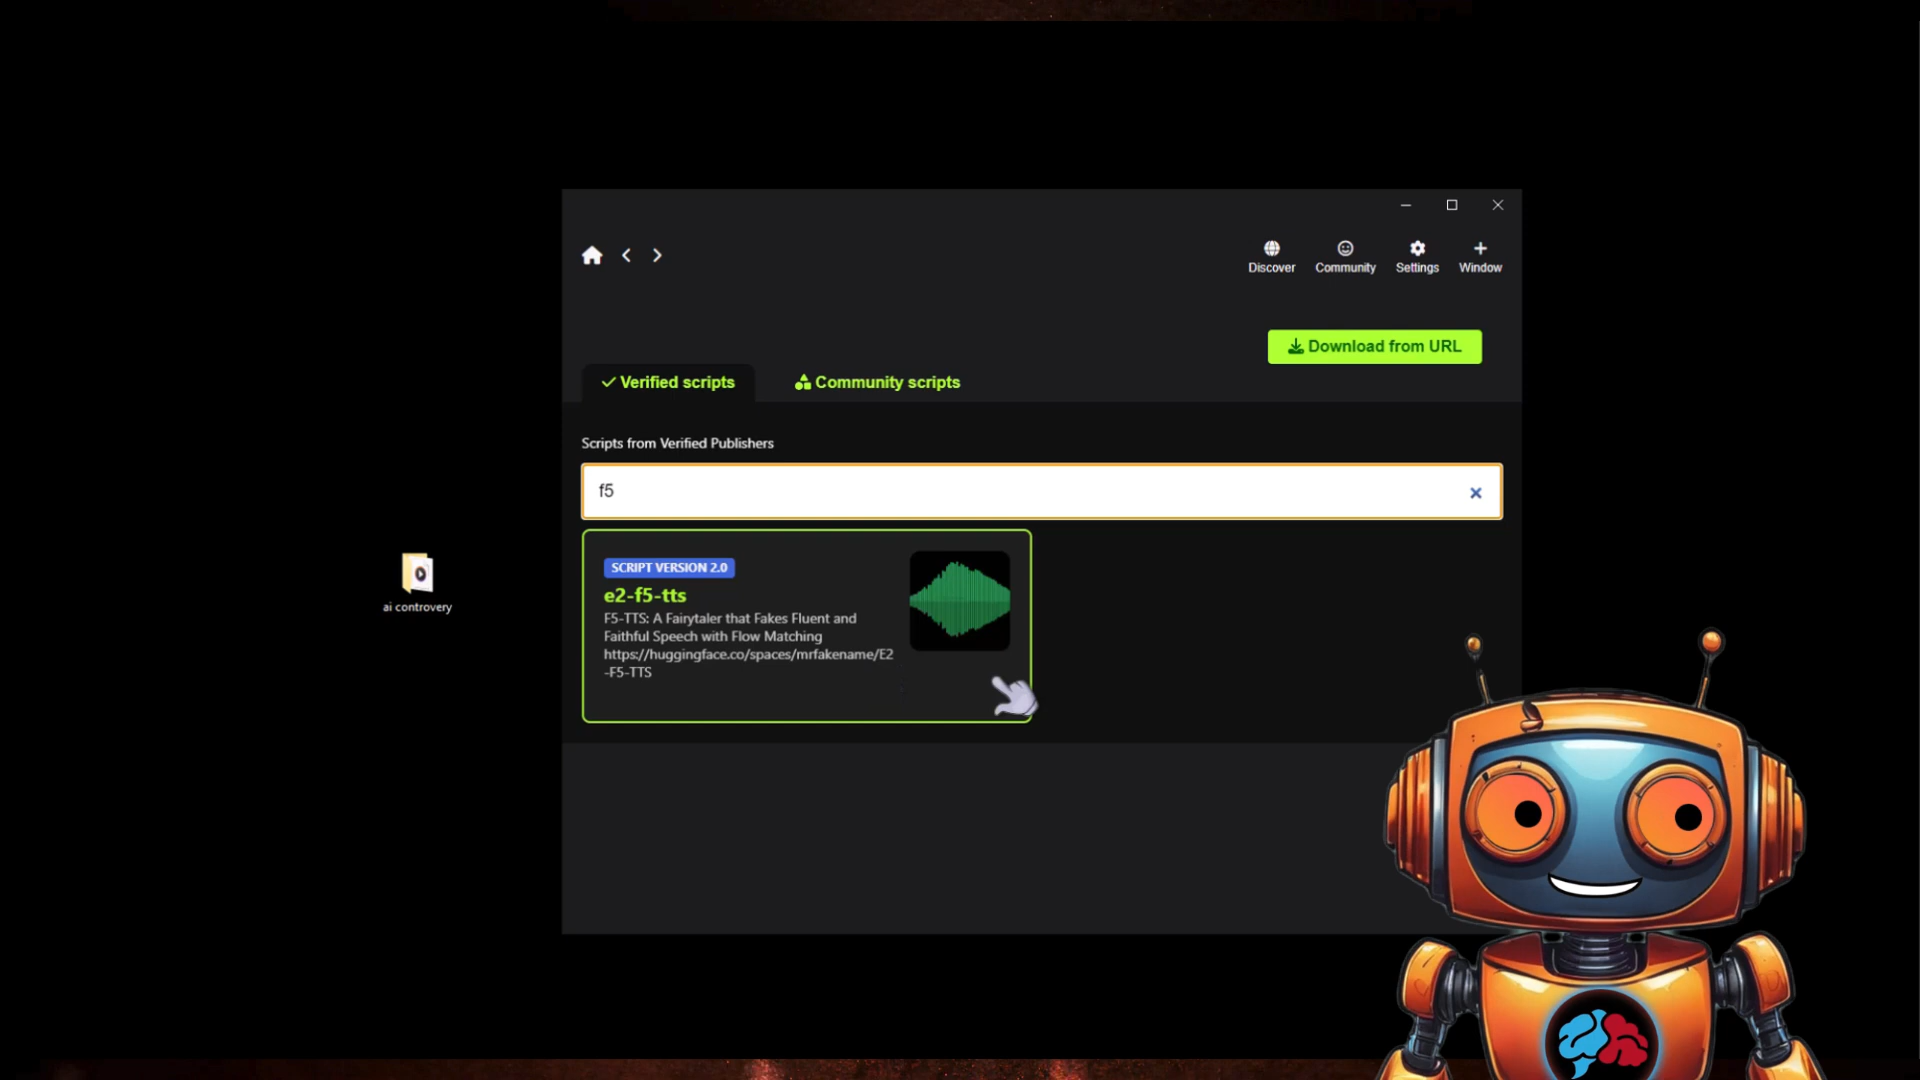 Discover
Community
Settings
Window
Download from URL
Verified scripts
Community scripts
Scripts from Verified Publishers
f5
SCRIPT VERSION 2.0
e2-f5-tts
F5-TTS: A Fairytaler that Fakes Fluent and
Faithful Speech with Flow Matching
https://huggingface.co/spaces/mrfakename/E2
-F5-TTS
ai controvery